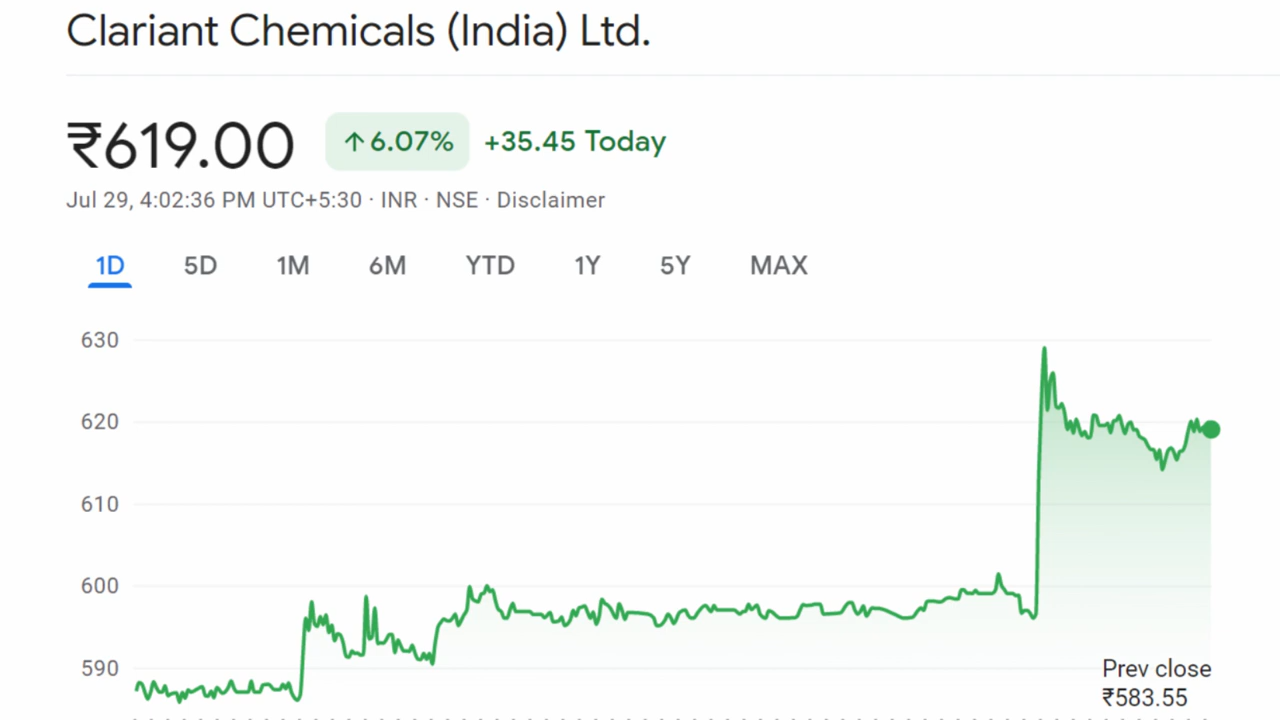 Clariant Chemicals (India) Ltd.
₹619.00 ↑6.07% +35.45 Today
Jul 29, 4:02:36 PM UTC+5:30 · INR · NSE · Disclaimer
1D 5D 1M 6M YTD 1Y 5Y MAX
630
620
610
600
590
Prev close
₹583.55